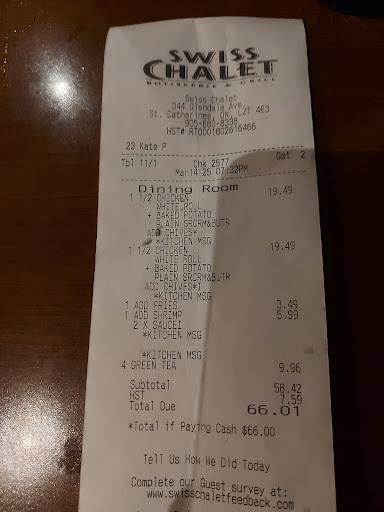 SWISS
CHALET
ROTISSERIE & GRILL
Swiss Chalet
344 Glendale Ave.
St. Catharines, ON, L2T 4E3
905-680-8338
HST# RT0001802616466
23 Kate P
Tbl 11/1 Chk 2577 Gst 2
Mar14'25 07:32PM
Dining Room
1 1/2 CHICKEN 19.49
WHITE ROLL
+ BAKED POTATO
PLAIN SRCRM&BUTR
ADD CHIVES*
*KITCHEN MSG
1 1/2 CHICKEN 19.49
WHITE ROLL
+ BAKED POTATO
PLAIN SRCRM&BUTR
ADD CHIVES*I
*KITCHEN MSG
1 ADD FRIES 3.49
1 ADD SHRIMP 5.99
2 X SAUCEI
*KITCHEN MSG
*KITCHEN MSG
4 GREEN TEA 9.96
Subtotal 58.42
HST 7.59
Total Due 66.01
*Total if Paying Cash $66.00
Tell Us How We Did Today
Complete our Guest survey at:
www.swisschaletfeedback.com